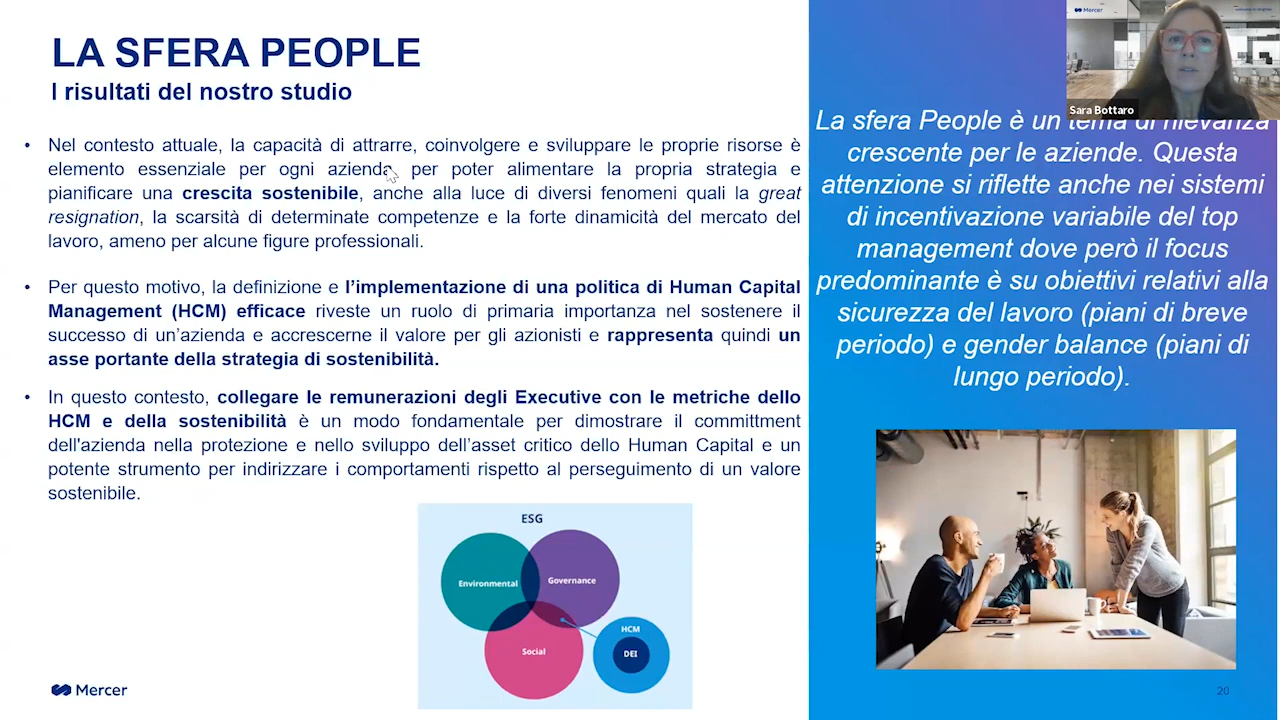 LA SFERA PEOPLE
I risultati del nostro studio
• Nel contesto attuale, la capacità di attrarre, coinvolgere e sviluppare le proprie risorse è
elemento essenziale per ogni azienda per poter alimentare la propria strategia e
pianificare una crescita sostenibile, anche alla luce di diversi fenomeni quali la great
resignation, la scarsità di determinate competenze e la forte dinamicità del mercato del
lavoro, ameno per alcune figure professionali.
• Per questo motivo, la definizione e l’implementazione di una politica di Human Capital
Management (HCM) efficace riveste un ruolo di primaria importanza nel sostenere il
successo di un’azienda e accrescerne il valore per gli azionisti e rappresenta quindi un
asse portante della strategia di sostenibilità.
• In questo contesto, collegare le remunerazioni degli Executive con le metriche dello
HCM e della sostenibilità è un modo fondamentale per dimostrare il committment
dell'azienda nella protezione e nello sviluppo dell’asset critico dello Human Capital e un
potente strumento per indirizzare i comportamenti rispetto al perseguimento di un valore
sostenibile.
ESG
Environmental
Governance
Social
HCM
DEI
Mercer
Mercer
Sara Bottaro
La sfera People è un tema di rilevanza
crescente per le aziende. Questa
attenzione si riflette anche nei sistemi
di incentivazione variabile del top
management dove però il focus
predominante è su obiettivi relativi alla
sicurezza del lavoro (piani di breve
periodo) e gender balance (piani di
lungo periodo).
20